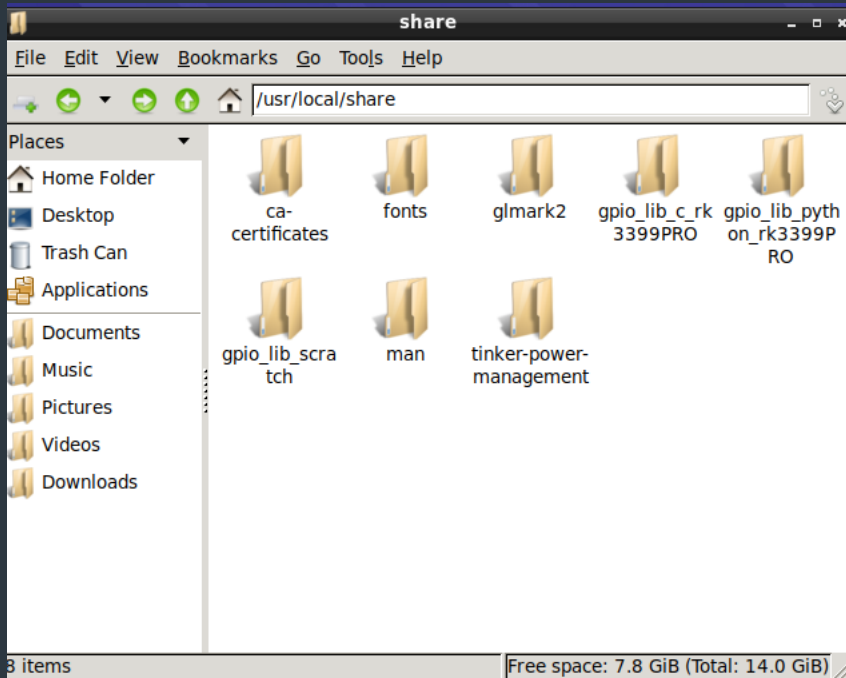 share
File Edit View Bookmarks Go Tools Help
/usr/local/share
Places
Home Folder
Desktop
Trash Can
Applications
Documents
Music
Pictures
Videos
Downloads
ca-
certificates
fonts
glmark2
gpio_lib_c_rk
3399PRO
gpio_lib_pyth
on_rk3399P
RO
gpio_lib_scra
tch
man
tinker-power-
management
8 items
Free space: 7.8 GiB (Total: 14.0 GiB)